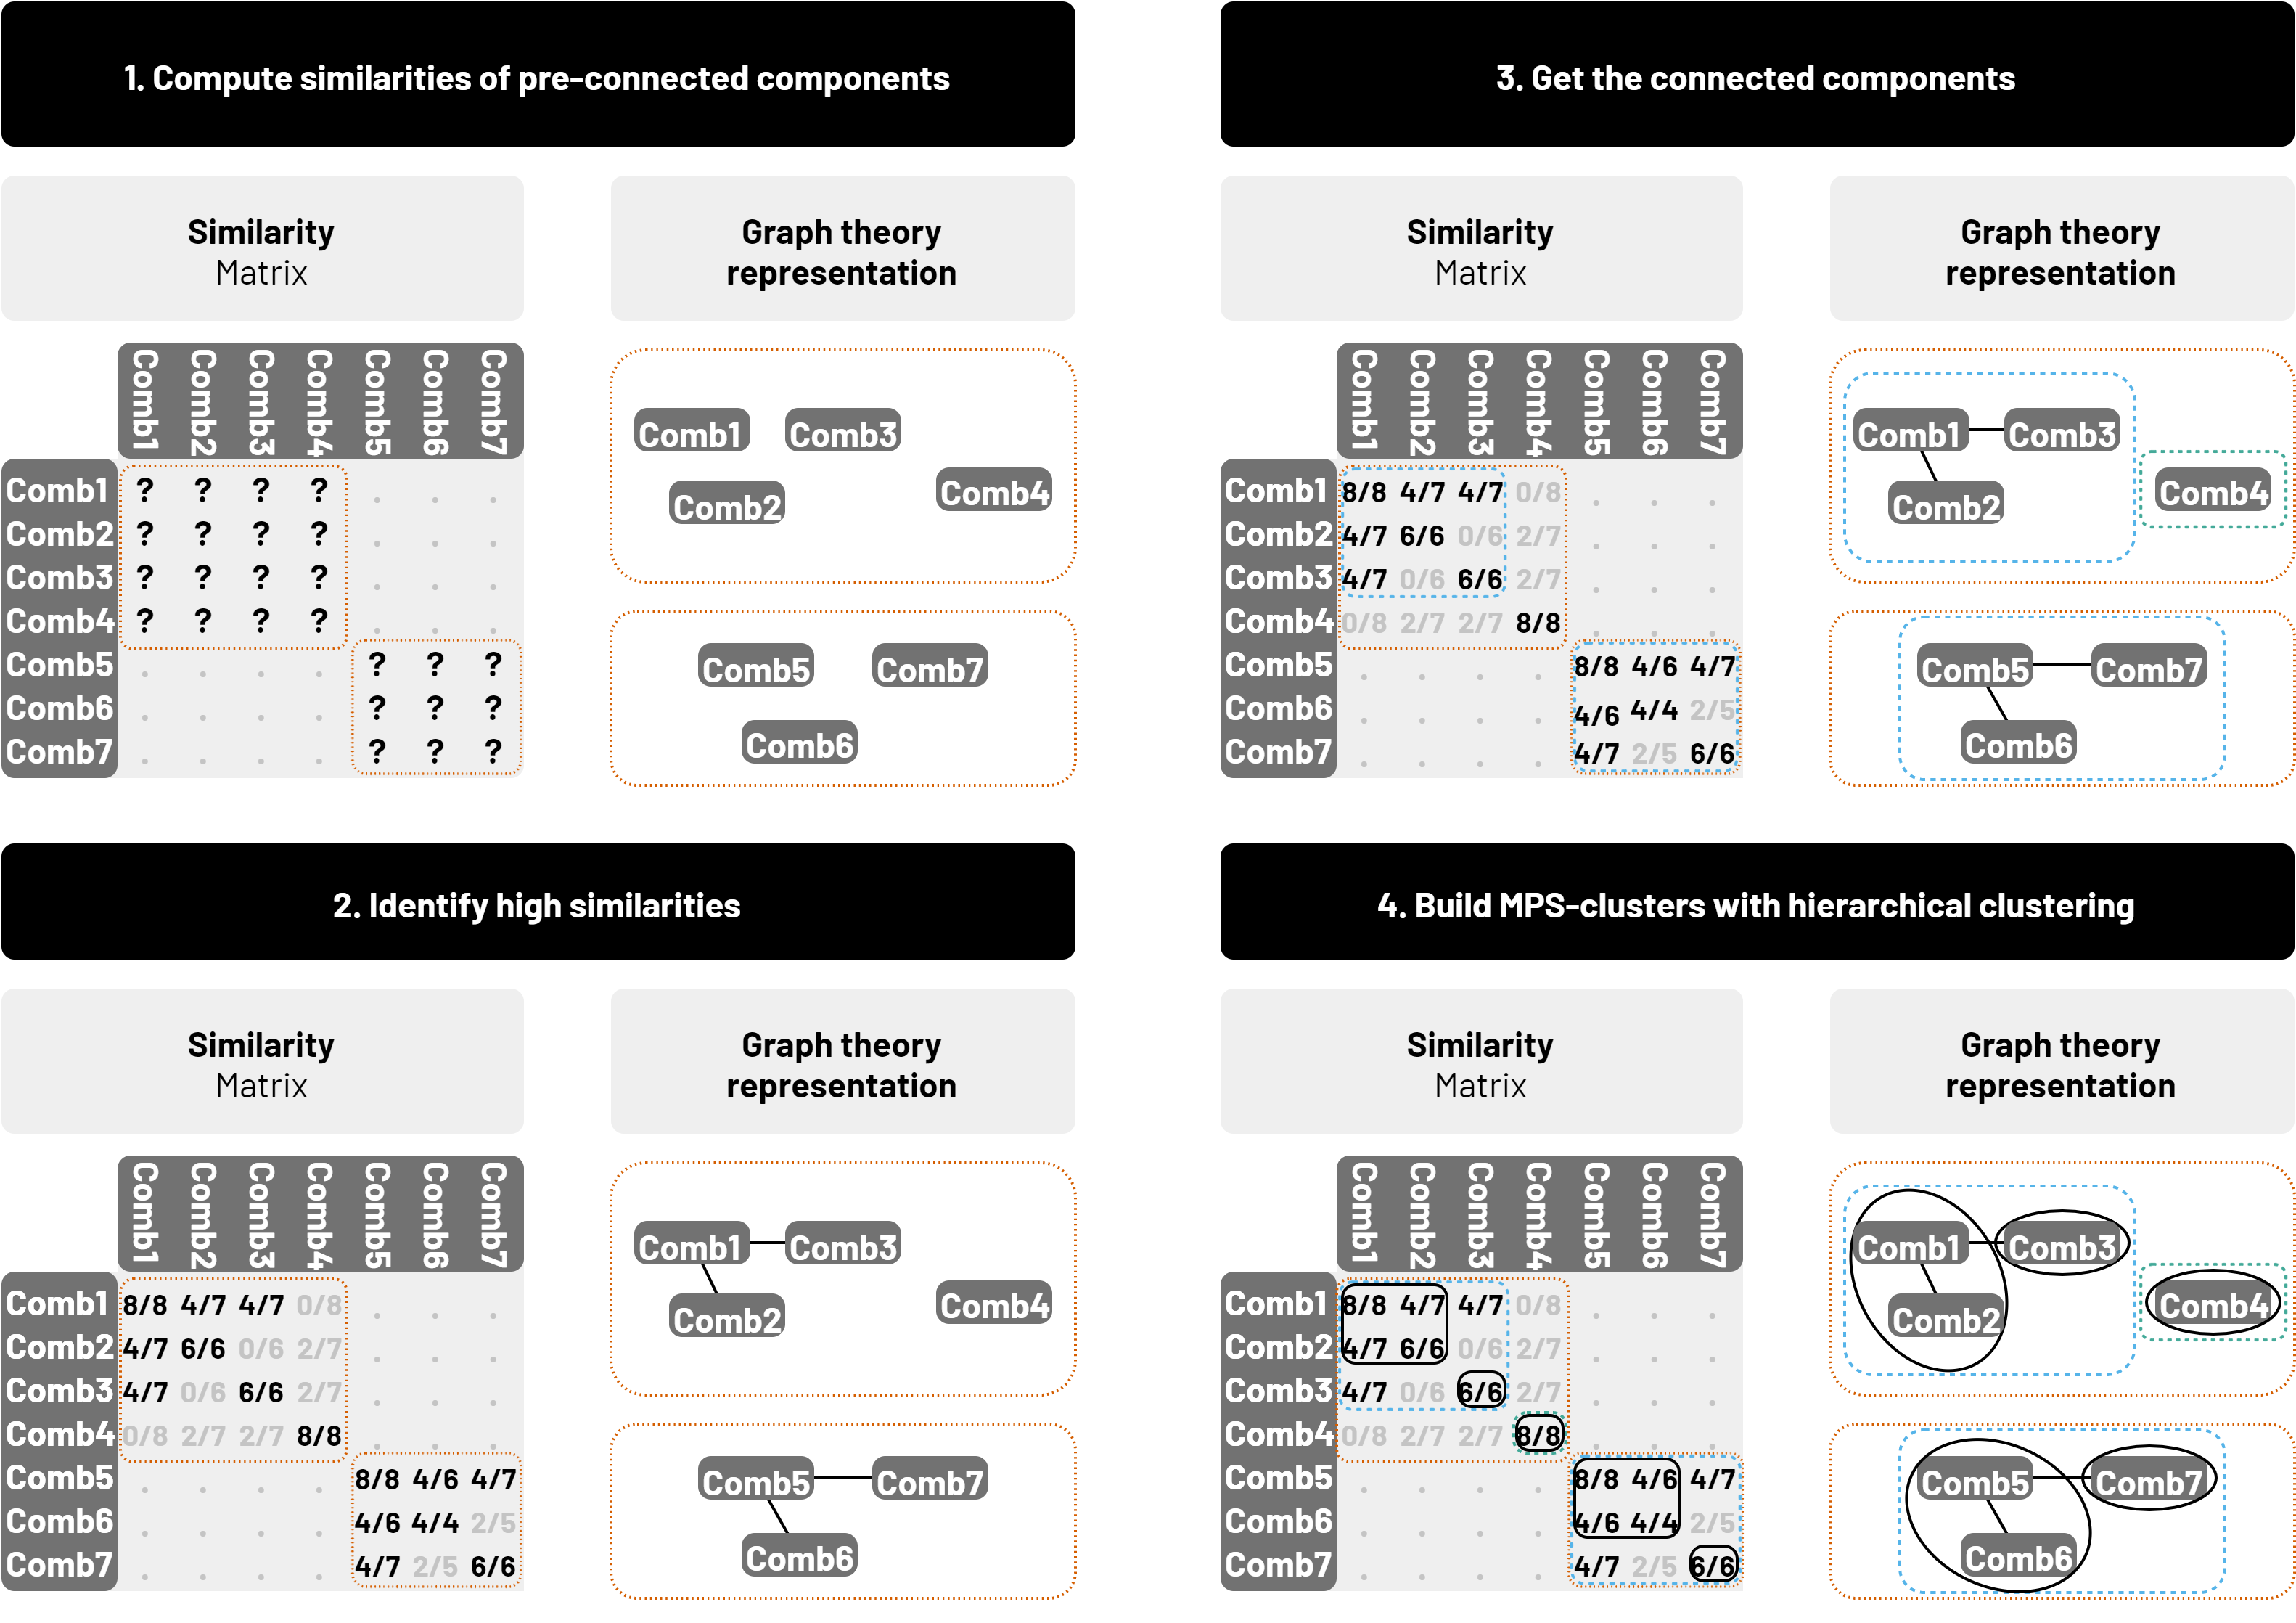 1. Compute similarities of pre-connected components
Similarity
Matrix
Graph theory
representation
Comb1 Comb2 Comb3 Comb4 Comb5 Comb6 Comb7
Comb1 ? ? ? ? . . .
Comb2 ? ? ? ? . . .
Comb3 ? ? ? ? . . .
Comb4 ? ? ? ? . . .
Comb5 . . . . ? ? ?
Comb6 . . . . ? ? ?
Comb7 . . . . ? ? ?
Comb1 Comb3
Comb4
Comb2
Comb5 Comb7
Comb6
2. Identify high similarities
Similarity
Matrix
Graph theory
representation
Comb1 Comb2 Comb3 Comb4 Comb5 Comb6 Comb7
Comb1 8/8 4/7 4/7 0/8 . . .
Comb2 4/7 6/6 0/6 2/7 . . .
Comb3 4/7 0/6 6/6 2/7 . . .
Comb4 0/8 2/7 2/7 8/8 . . .
Comb5 . . . . 8/8 4/6 4/7
Comb6 . . . . 4/6 4/4 2/5
Comb7 . . . . 4/7 2/5 6/6
Comb1 Comb3
Comb4
Comb2
Comb5 Comb7
Comb6
3. Get the connected components
Similarity
Matrix
Graph theory
representation
Comb1 Comb2 Comb3 Comb4 Comb5 Comb6 Comb7
Comb1 8/8 4/7 4/7 0/8 . . .
Comb2 4/7 6/6 0/6 2/7 . . .
Comb3 4/7 0/6 6/6 2/7 . . .
Comb4 0/8 2/7 2/7 8/8 . . .
Comb5 . . . . 8/8 4/6 4/7
Comb6 . . . . 4/6 4/4 2/5
Comb7 . . . . 4/7 2/5 6/6
Comb1 Comb3
Comb4
Comb2
Comb5 Comb7
Comb6
4. Build MPS-clusters with hierarchical clustering
Similarity
Matrix
Graph theory
representation
Comb1 Comb2 Comb3 Comb4 Comb5 Comb6 Comb7
Comb1 8/8 4/7 4/7 0/8 . . .
Comb2 4/7 6/6 0/6 2/7 . . .
Comb3 4/7 0/6 6/6 2/7 . . .
Comb4 0/8 2/7 2/7 8/8 . . .
Comb5 . . . . 8/8 4/6 4/7
Comb6 . . . . 4/6 4/4 2/5
Comb7 . . . . 4/7 2/5 6/6
Comb1 Comb3
Comb4
Comb2
Comb5 Comb7
Comb6